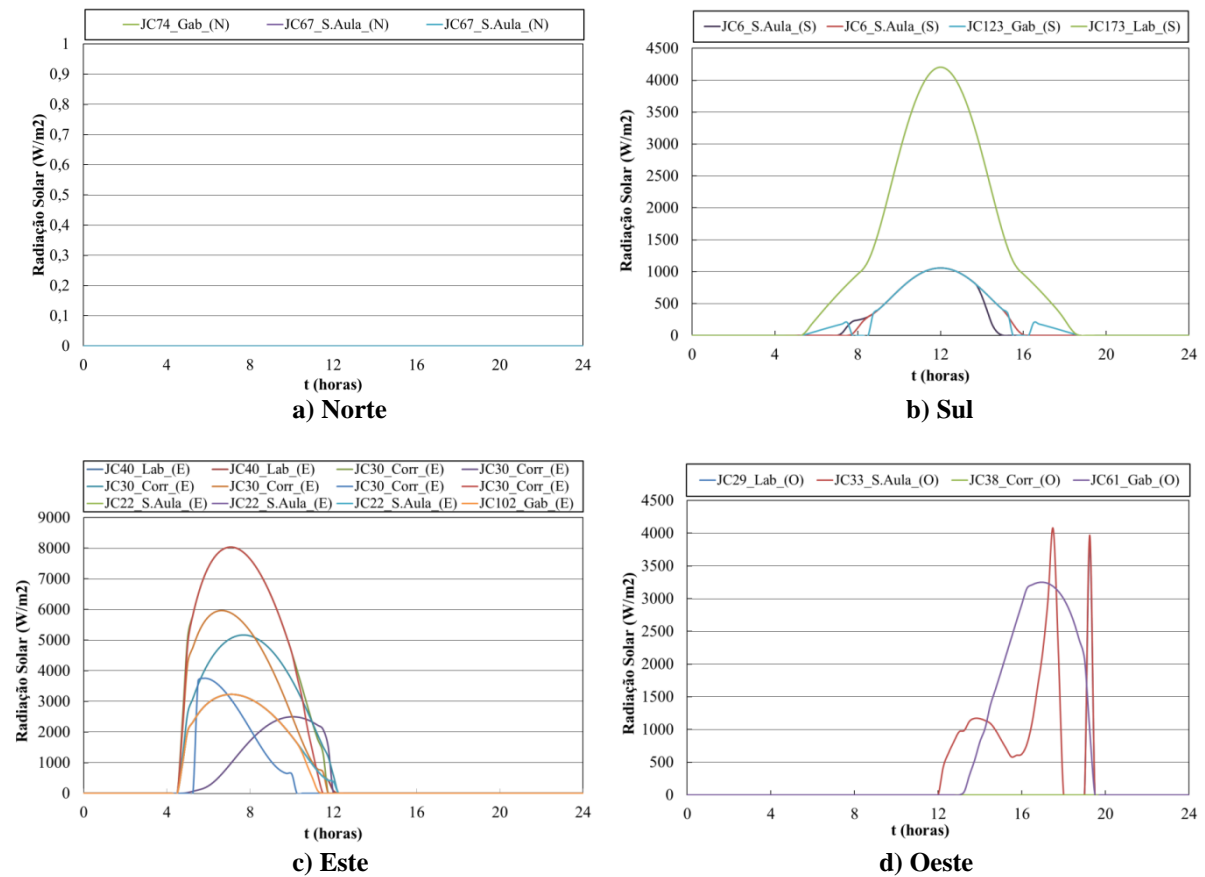 JC74_Gab_(N) JC67_S.Aula_(N) JC67_S.Aula_(N)
Radiação Solar (W/m2)
1
0,9
0,8
0,7
0,6
0,5
0,4
0,3
0,2
0,1
0
0 4 8 12 16 20 24
t (horas)
a) Norte
JC6_S.Aula_(S) JC6_S.Aula_(S) JC123_Gab_(S) JC173_Lab_(S)
Radiação Solar (W/m2)
4500
4000
3500
3000
2500
2000
1500
1000
500
0
0 4 8 12 16 20 24
t (horas)
b) Sul
JC40_Lab_(E) JC40_Lab_(E) JC30_Corr_(E) JC30_Corr_(E)
JC30_Corr_(E) JC30_Corr_(E) JC30_Corr_(E) JC30_Corr_(E)
JC22_S.Aula_(E) JC22_S.Aula_(E) JC22_S.Aula_(E) JC102_Gab_(E)
Radiação Solar (W/m2)
9000
8000
7000
6000
5000
4000
3000
2000
1000
0
0 4 8 12 16 20 24
t (horas)
c) Este
JC29_Lab_(O) JC33_S.Aula_(O) JC38_Corr_(O) JC61_Gab_(O)
Radiação Solar (W/m2)
4500
4000
3500
3000
2500
2000
1500
1000
500
0
0 4 8 12 16 20 24
t (horas)
d) Oeste